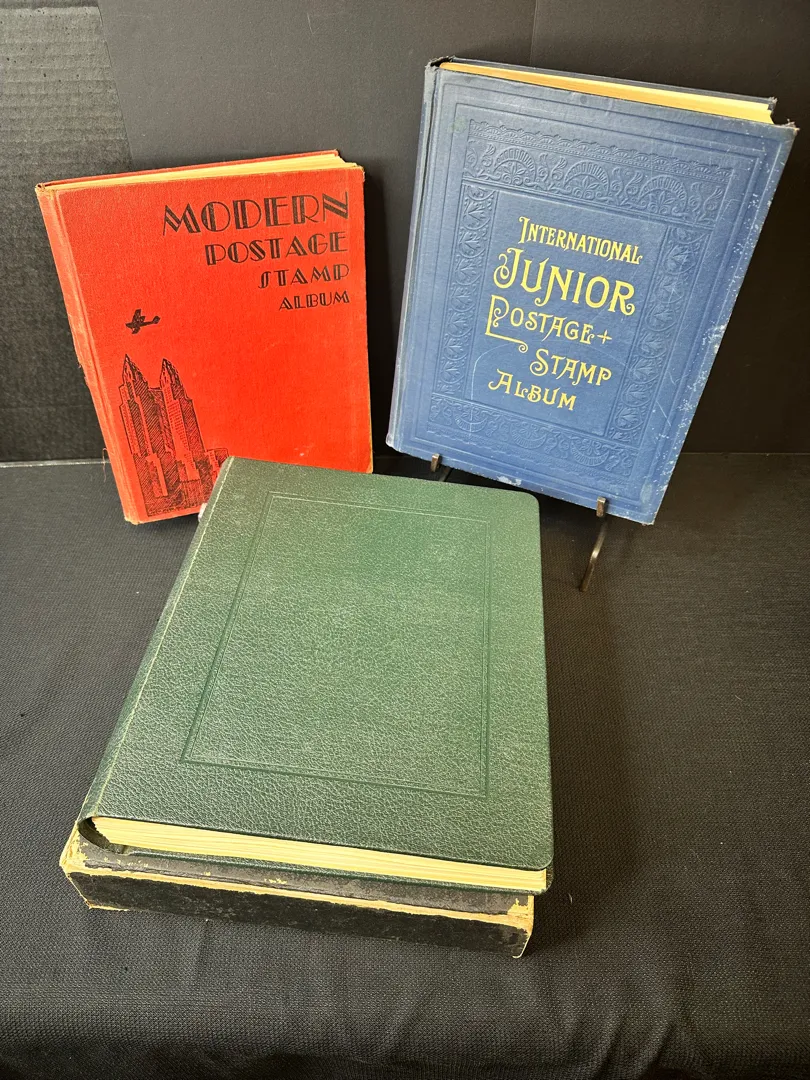 MODERN
POSTAGE
STAMP
ALBUM
INTERNATIONAL
JUNIOR
POSTAGE+
STAMP
ALBUM